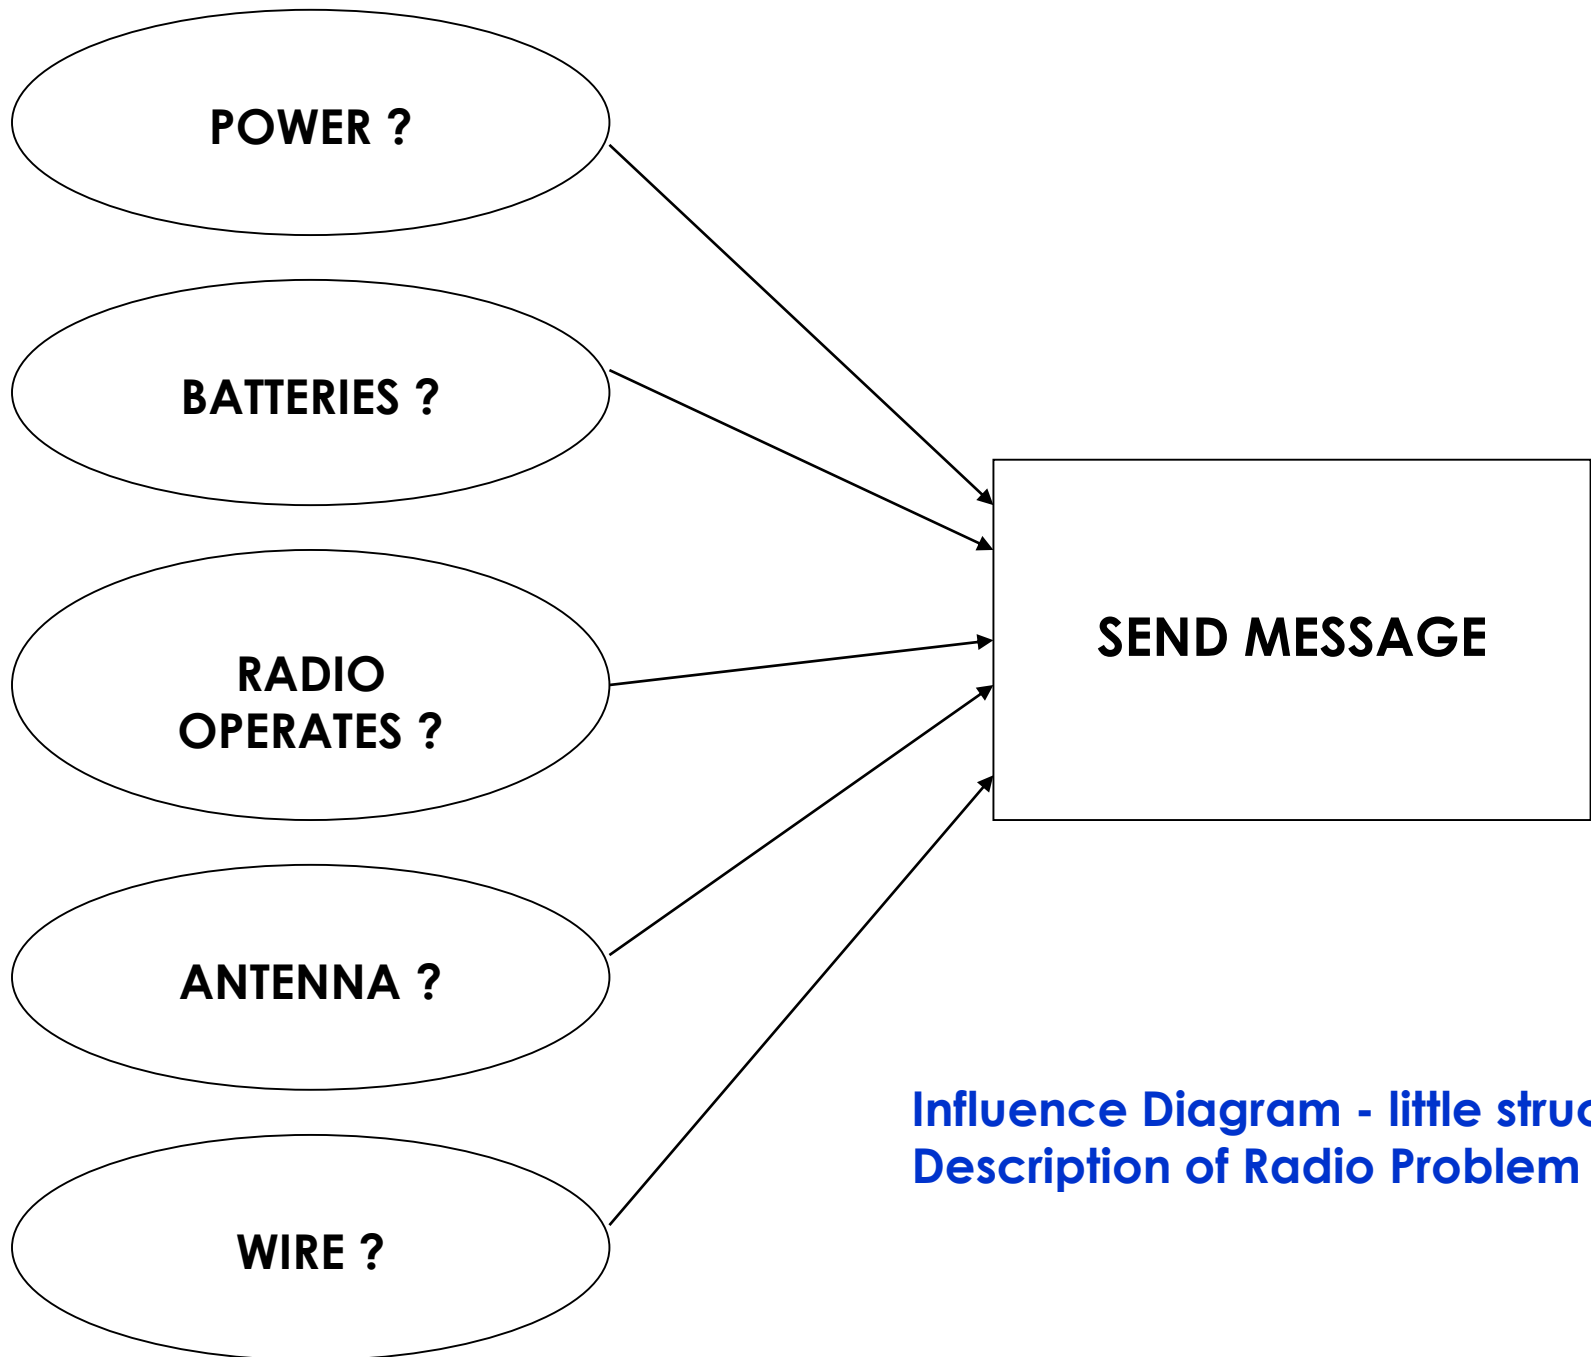 POWER ?
BATTERIES ?
RADIO
OPERATES ?
SEND MESSAGE
ANTENNA ?
Influence Diagram - little
Description of Radio Problem
WIRE ?